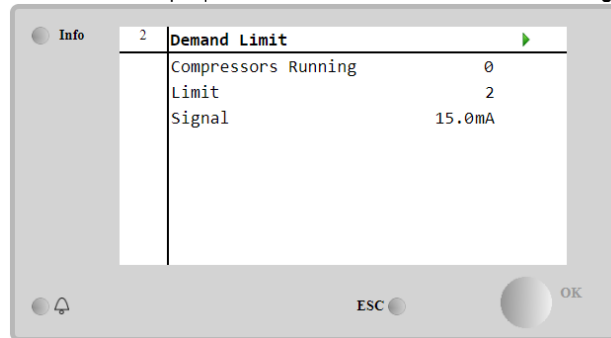 Info
2 Demand Limit
Compressors Running 0
Limit 2
Signal 15.0mA
ESC
OK